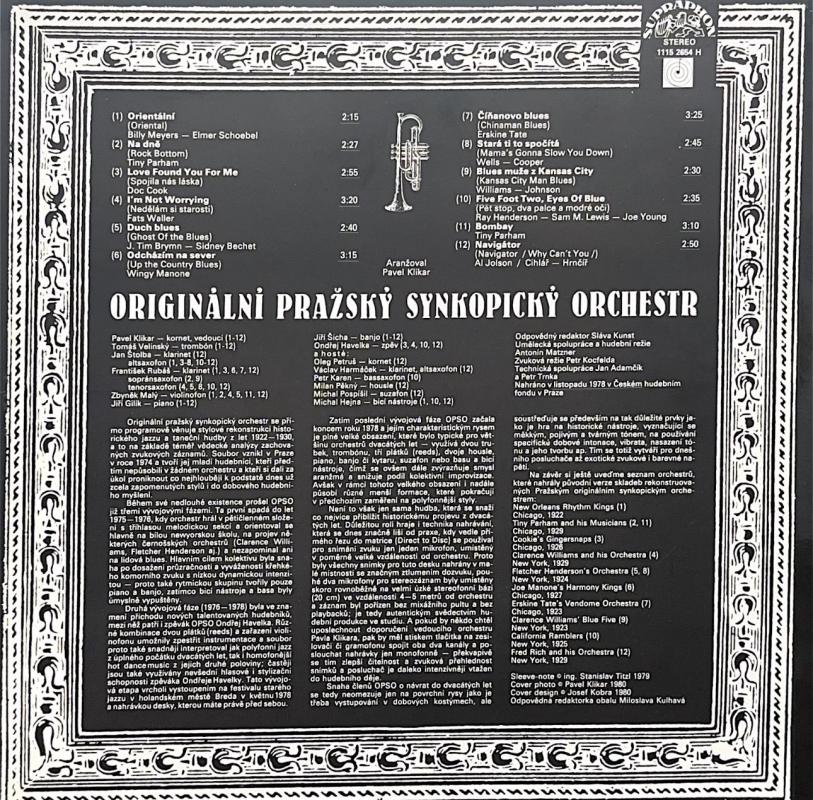 SUPRAPHON
STEREO
1115 2654 H
(1) Orientální 2:15
(Oriental)
Billy Meyers — Elmer Schoebel
(2) Na dně 2:27
(Rock Bottom)
Tiny Parham
(3) Love Found You For Me 2:55
(Spojila nás láska)
Doc Cook
(4) I'm Not Worrying 3:20
(Nedělám si starosti)
Fats Waller
(5) Duch blues 2:40
(Ghost Of the Blues)
J. Tim Brymn — Sidney Bechet
(6) Odcházím na sever 3:15
(Up the Country Blues)
Wingy Manone
Aranžoval
Pavel Klikar
(7) Číňanovo blues 3:25
(Chinaman Blues)
Erskine Tate
(8) Stará ti to spočítá 2:45
(Mama's Gonna Slow You Down)
Wells — Cooper
(9) Blues muže z Kansas City 2:30
(Kansas City Man Blues)
Williams — Johnson
(10) Five Foot Two, Eyes Of Blue 2:35
(Pět stop, dva palce a modré oči)
Ray Henderson — Sam M. Lewis — Joe Young
(11) Bombay 3:10
Tiny Parham
(12) Navigátor 2:50
(Navigator / Why Can't You /)
Al Jolson / Cihlář — Hrnčíř
ORIGINÁLNÍ PRAŽSKÝ SYNKOPICKÝ ORCHESTR
Pavel Klikar — kornet, vedoucí (1-12)
Tomáš Velinský — trombón (1-12)
Jan Štolba — klarinet (12)
altsaxofon (1, 3-8, 10-12)
František Rubáš — klarinet (1, 3, 6, 7, 12)
sopránsaxofon (2, 9)
tenorsaxofon (4, 5, 8, 10, 12)
Zbyněk Malý — violinofon (1, 2, 4, 5, 11, 12)
Jiří Gilík — piano (1-12)
Jiří Šícha — banjo (1-12)
Ondřej Havelka — zpěv (3, 4, 10, 12)
a hosté:
Oleg Petruš — kornet (12)
Václav Harmáček — klarinet, altsaxofon (12)
Petr Karen — bassaxofon (10)
Milan Pěkný — housle (12)
Michal Pospíšil — suzafon (12)
Michal Hejna — bicí nástroje (1, 10, 12)
Odpovědný redaktor Sláva Kunst
Umělecká spolupráce a hudební režie
Antonín Matzner
Zvuková režie Petr Kocfelda
Technická spolupráce Jan Adamčík
a Petr Trnka
Nahráno v listopadu 1978 v Českém hudebním
fondu v Praze
Originální pražský synkopický orchestr se pří-
mo programově věnuje stylové rekonstrukci histo-
rického jazzu a taneční hudby z let 1922—1930,
a to na základě téměř vědecké analýzy zachova-
ných zvukových záznamů. Soubor vznikl v Praze
v roce 1974 a tvoří jej mladí hudebníci, kteří před-
tím nepůsobili v žádném orchestru a kteří si dali za
úkol proniknout co nejhlouběji k podstatě dnes už
zcela zapomenutých stylů i do dobového hudební-
ho myšlení.
Během své nedlouhé existence prošel OPSO
již třemi vývojovými fázemi. Ta první spadá do let
1975—1976, kdy orchestr hrál v pětičlenném slože-
ní s tříhlasou melodickou sekcí a orientoval se
hlavně na bílou newyorskou školu, na projev ně-
kterých černošských orchestrů (Clarence Willi-
ams, Fletcher Henderson aj.) a nezapomínal ani
na lidová blues. Hlavním cílem kolektivu byla sna-
ha po dosažení průzračnosti a vyváženosti křehké-
ho komorního zvuku s nízkou dynamickou intenzi-
tou — proto také rytmickou skupinu tvořily pouze
piano a banjo, zatímco bicí nástroje a basa byly
úmyslně vypuštěny.
Druhá vývojová fáze (1976—1978) byla ve zna-
mení příchodu nových talentovaných hudebníků,
mezi něž patří i zpěvák OPSO Ondřej Havelka. Růz-
né kombinace dvou plátků (reeds) a zařazení violi-
nofonu umožnily zpestřit instrumentace a soubor
proto také snadněji interpretoval jak polyfonní jazz
z úplného počátku dvacátých let, tak i homofonější
hot dance music z jejich druhé poloviny; častěji
jsou také využívány nevšední hlasové i stylizační
schopnosti zpěváka Ondřeje Havelky. Tato vývojo-
vá etapa vrcholí vystoupením na festivalu starého
jazzu v holandském městě Breda v květnu 1978
a nahrávkou desky, kterou máte právě před sebou.
Zatím poslední vývojová fáze OPSO začala
koncem roku 1978 a jejím charakteristickým rysem
je plné velké obsazení, které bylo typické pro vět-
šinu orchestrů dvacátých let — využívá dvou tru-
bek, trombónu, tří plátků (reeds), dvoje housle,
piano, banjo či kytaru, suzafon nebo basu a bicí
nástroje, čímž se ovšem dále zvýrazňuje smysl
aranžmá a snižuje podíl kolektivní improvizace.
Avšak v rámci tohoto velkého obsazení i nadále
působí různé menší formace, které pokračují
v předchozím zaměření na polyfonnější styly.
Není to však jen sama hudba, která se snaží
co nejvíce přiblížit historickému projevu z dvacá-
tých let. Důležitou roli hraje i technika nahrávání,
která se dnes značně liší od praxe, kdy vedle pří-
mého řezu do matrice (Direct to Disc) se používal
pro snímání zvuku jen jeden mikrofon, umístěný
v poměrně velké vzdálenosti od orchestru. Proto
byly všechny snímky pro tuto desku nahrány v ma-
lé místnosti se značným ztlumením dozvuku, pou-
hé dva mikrofony pro stereozáznam byly umístěny
skoro rovnoběžně na velmi úzké stereofonní bázi
(20 cm) ve vzdálenosti 4—5 metrů od orchestru
a záznam byl pořízen bez mixážního pultu a bez
playbacků; je tedy autentickým svědectvím hu-
dební produkce ve studiu. A pokud by někdo chtěl
uposlechnout doporučení vedoucího orchestru
Pavla Klikara, pak by měl stiskem tlačítka na zesi-
lovači či gramofonu spojit oba dva kanály a po-
slouchat nahrávky jen monofonně — překvapivě
se tím zlepší čitelnost a zvuková přehlednost
snímků a posluchač je daleko intenzivněji vtažen
do hudebního děje.
Snaha členů OPSO o návrat do dvacátých let
se tedy neomezuje jen na povrchní rysy jako je
třeba vystupování v dobových kostýmech, ale
soustřeďuje se především na tak důležité prvky ja-
ko je hra na historické nástroje, vyznačující se
měkkým, pojivým a tvárným tónem, na používání
specifické dobové intonace, vibrata, nasazení tó-
nu a jeho tvorbu ap. Tím se totiž vytváří pro dneš-
ního posluchače až exotické zvukové i barevné na-
pětí.
Na závěr si ještě uveďme seznam orchestrů,
které nahrály původní verze skladeb rekonstruova-
ných Pražským originálním synkopickým orche-
strem:
New Orleans Rhythm Kings (1)
Chicago, 1922
Tiny Parham and his Musicians (2, 11)
Chicago, 1929
Cookie's Gingersnaps (3)
Chicago, 1926
Clarence Williams and his Orchestra (4)
New York, 1929
Fletcher Henderson's Orchestra (5, 8)
New York, 1924
Joe Manone's Harmony Kings (6)
Chicago, 1927
Erskine Tate's Vendome Orchestra (7)
Chicago, 1923
Clarence Williams' Blue Five (9)
New York, 1923
California Ramblers (10)
New York, 1925
Fred Rich and his Orchestra (12)
New York, 1929
Sleeve-note © ing. Stanislav Titzl 1979
Cover photo © Pavel Klikar 1980
Cover design © Josef Kobra 1980
Odpovědná redaktorka obalu Miloslava Kulhavá